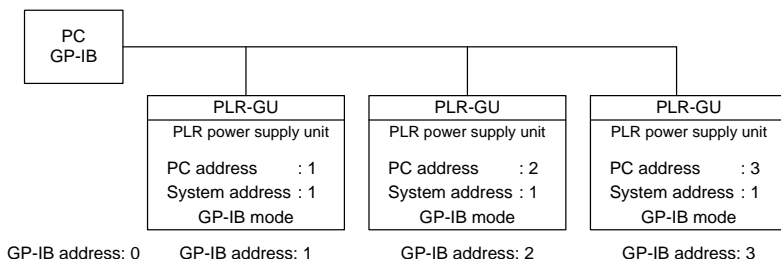 PC
GP-IB
PLR-GU
PLR power supply unit
PC address : 1
System address : 1
GP-IB mode
PLR-GU
PLR power supply unit
PC address : 2
System address : 1
GP-IB mode
PLR-GU
PLR power supply unit
PC address : 3
System address : 1
GP-IB mode
GP-IB address: 0
GP-IB address: 1
GP-IB address: 2
GP-IB address: 3